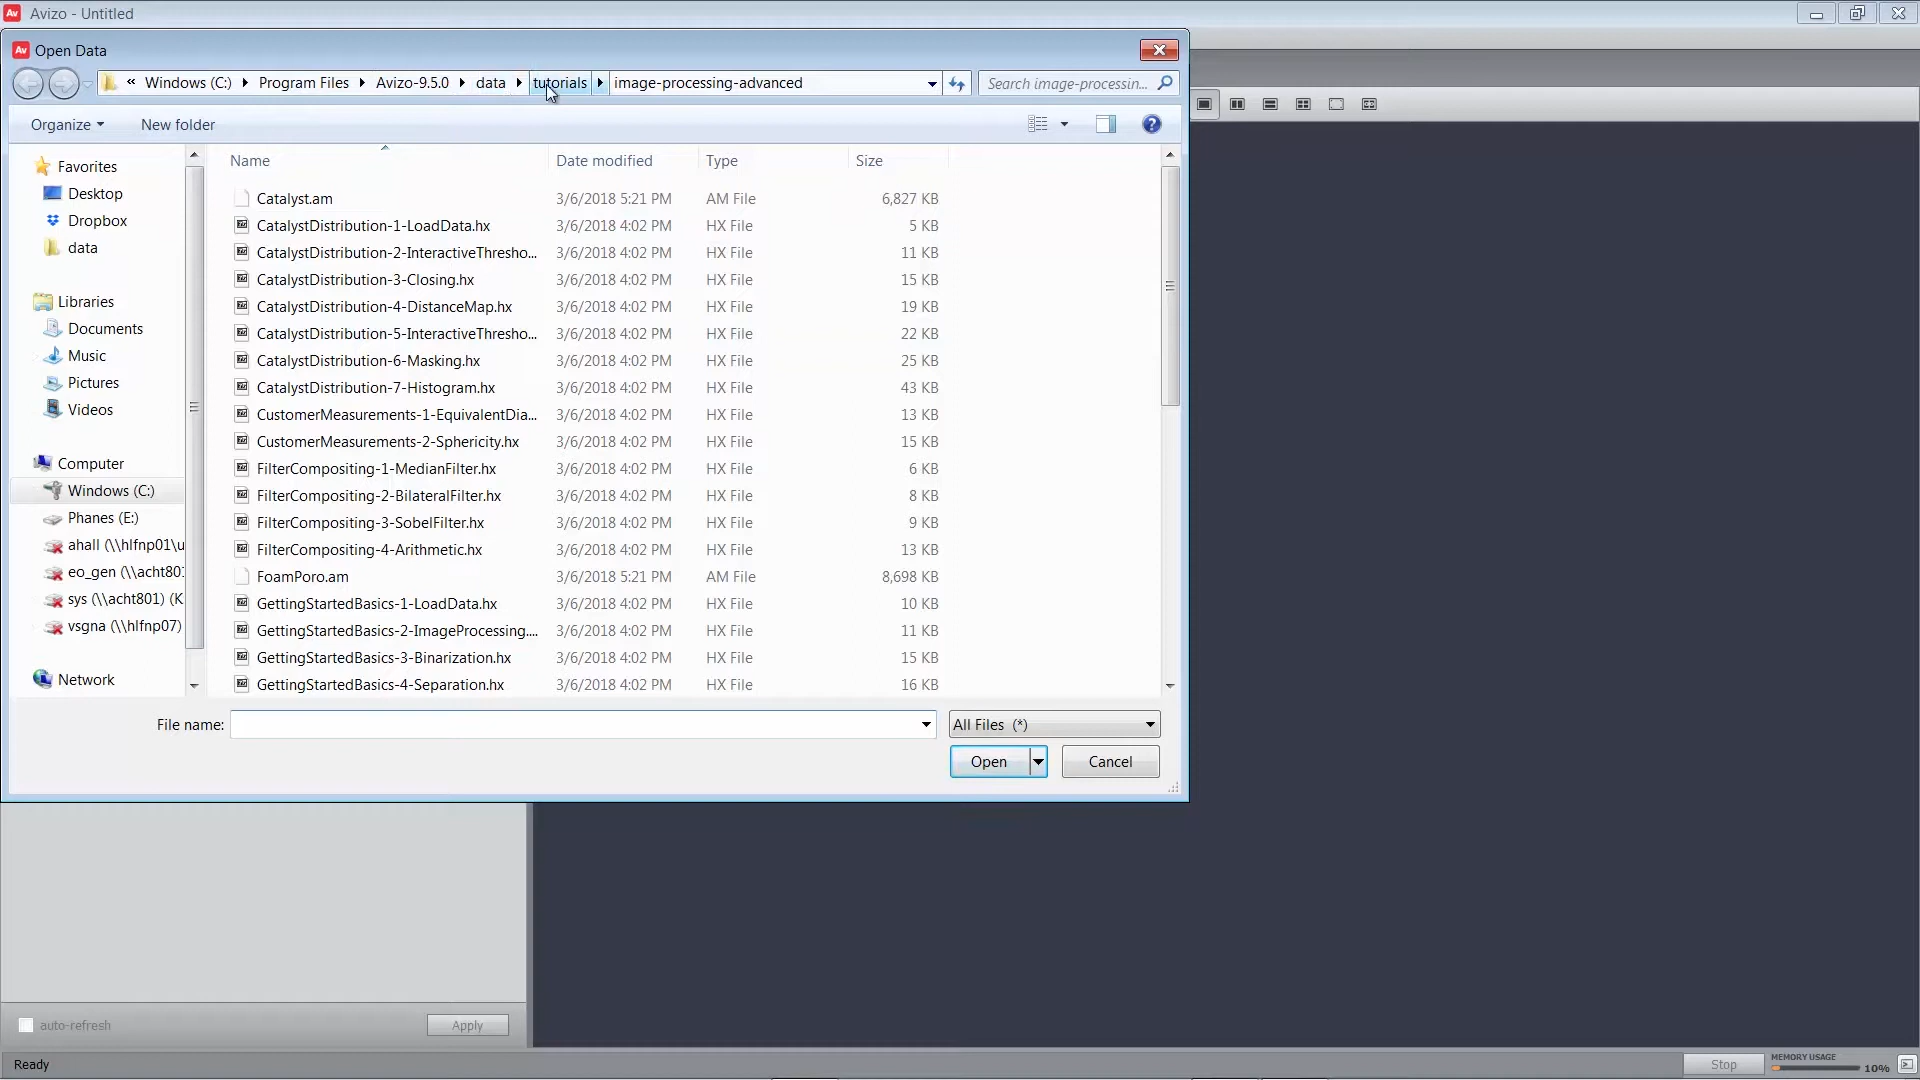 Av Avizo - Untitled
Av Open Data
« Windows (C:) Program Files Avizo-9.5.0 data tutorials image-processing-advanced Search image-processin...
Organize New folder
Name Date modified Type Size
Favorites
Desktop
Dropbox
data
Libraries
Documents
Music
Pictures
Videos
Computer
Windows (C:)
Phanes (E:)
ahall (\\hlfnp01\u
eo_gen (\\acht801
sys (\\acht801) (K
vsgna (\\hlfnp07)
Network
Catalyst.am 3/6/2018 5:21 PM AM File 6,827 KB
CatalystDistribution-1-LoadData.hx 3/6/2018 4:02 PM HX File 5 KB
CatalystDistribution-2-InteractiveThresho... 3/6/2018 4:02 PM HX File 11 KB
CatalystDistribution-3-Closing.hx 3/6/2018 4:02 PM HX File 15 KB
CatalystDistribution-4-DistanceMap.hx 3/6/2018 4:02 PM HX File 19 KB
CatalystDistribution-5-InteractiveThresho... 3/6/2018 4:02 PM HX File 22 KB
CatalystDistribution-6-Masking.hx 3/6/2018 4:02 PM HX File 25 KB
CatalystDistribution-7-Histogram.hx 3/6/2018 4:02 PM HX File 43 KB
CustomerMeasurements-1-EquivalentDia... 3/6/2018 4:02 PM HX File 13 KB
CustomerMeasurements-2-Sphericity.hx 3/6/2018 4:02 PM HX File 15 KB
FilterCompositing-1-MedianFilter.hx 3/6/2018 4:02 PM HX File 6 KB
FilterCompositing-2-BilateralFilter.hx 3/6/2018 4:02 PM HX File 8 KB
FilterCompositing-3-SobelFilter.hx 3/6/2018 4:02 PM HX File 9 KB
FilterCompositing-4-Arithmetic.hx 3/6/2018 4:02 PM HX File 13 KB
FoamPoro.am 3/6/2018 5:21 PM AM File 8,698 KB
GettingStartedBasics-1-LoadData.hx 3/6/2018 4:02 PM HX File 10 KB
GettingStartedBasics-2-ImageProcessing.... 3/6/2018 4:02 PM HX File 11 KB
GettingStartedBasics-3-Binarization.hx 3/6/2018 4:02 PM HX File 15 KB
GettingStartedBasics-4-Separation.hx 3/6/2018 4:02 PM HX File 16 KB
File name: All Files (*)
Open Cancel
auto-refresh Apply
Ready Stop MEMORY USAGE 10%